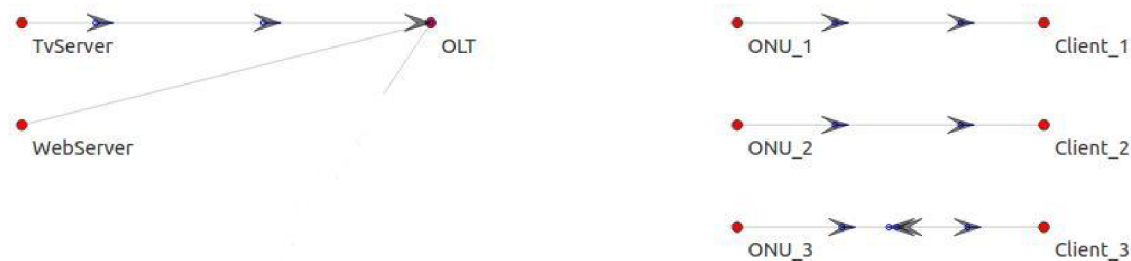 TvServer
OLT
WebServer
ONU_1
Client_1
ONU_2
Client_2
ONU_3
Client_3